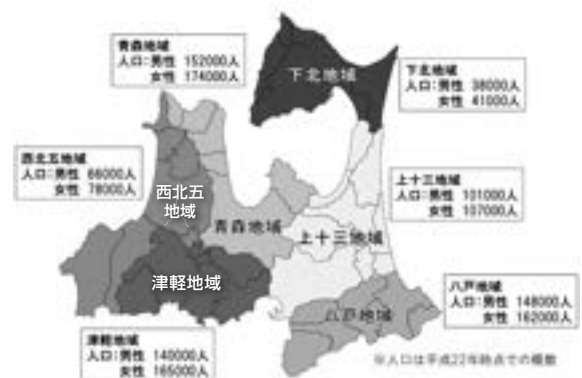 青森地域
人口:男性 152000人
女性 174000人
下北地域
下北地域
人口:男性 38000人
女性 41000人
西北五地域
人口:男性 66000人
女性 78000人
西北五
地域
青森地域
上十三地域
上十三地域
人口:男性 101000人
女性 107000人
津軽地域
八戸地域
八戸地域
人口:男性 148000人
女性 162000人
津軽地域
人口:男性 140000人
女性 165000人
※人口は平成22年時点での概数